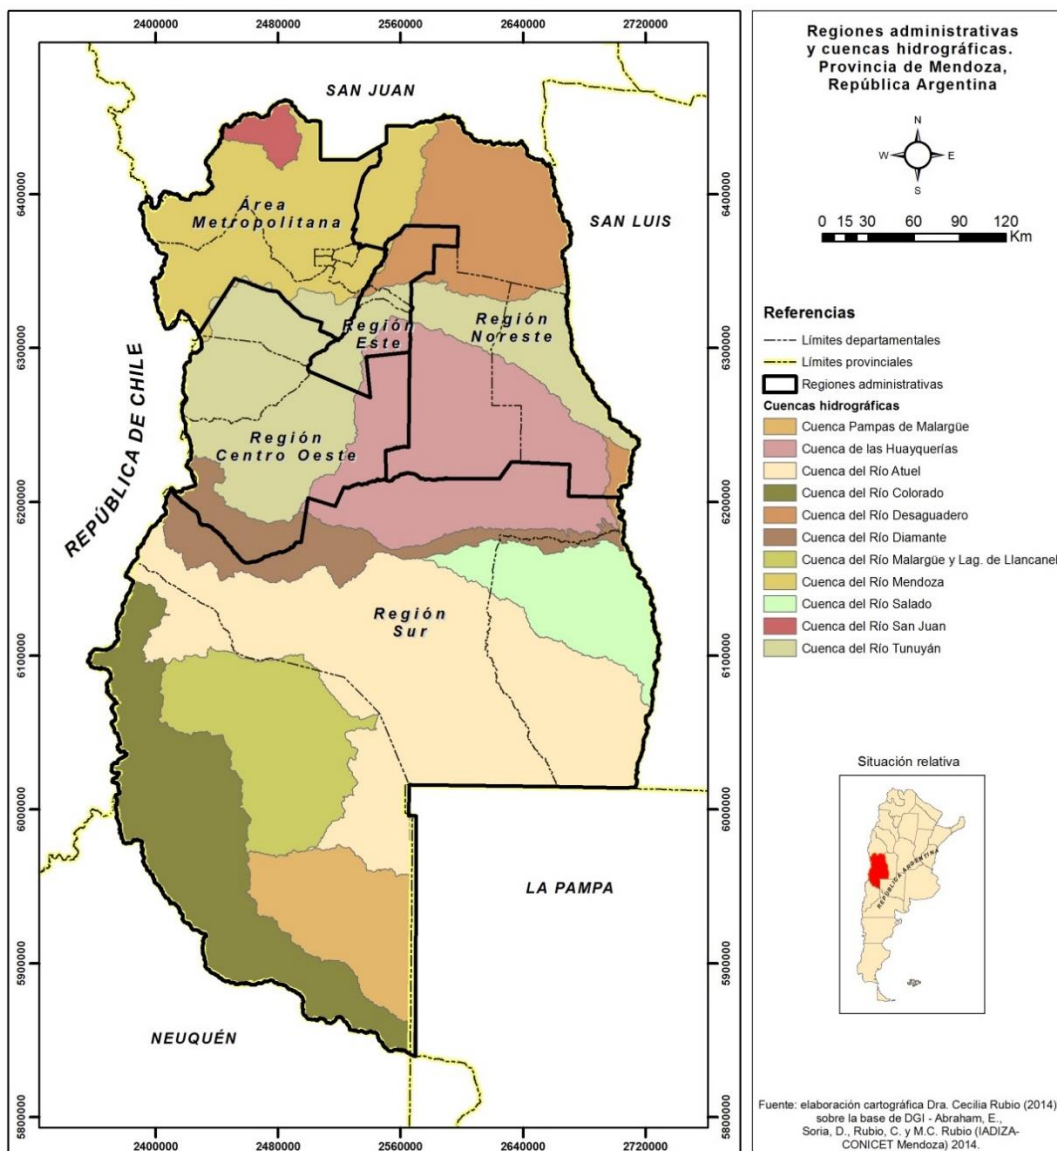 2400000 2480000 2560000 2640000 2720000
Regiones administrativas
y cuencas hidrográficas.
Provincia de Mendoza,
República Argentina
N
W E
S
0 15 30 60 90 120
Km
SAN JUAN
6400000
6400000
Área
Metropolitana
SAN LUIS
6300000
6300000
Región
Este
Región
Noreste
REPÚBLICA DE CHILE
Región
Centro Oeste
6200000
6200000
Región
Sur
6100000
6100000
6000000
6000000
LA PAMPA
5900000
5900000
NEUQUÉN
5800000
5800000
2400000 2480000 2560000 2640000 2720000
Referencias
Límites departamentales
Límites provinciales
Regiones administrativas
Cuencas hidrográficas
Cuenca Pampas de Malargüe
Cuenca de las Huayquerías
Cuenca del Río Atuel
Cuenca del Río Colorado
Cuenca del Río Desaguadero
Cuenca del Río Diamante
Cuenca del Río Malargüe y Lag. de Llancanel
Cuenca del Río Mendoza
Cuenca del Río Salado
Cuenca del Río San Juan
Cuenca del Río Tunuyán
Situación relativa
REPÚBLICA ARGENTINA
Fuente: elaboración cartográfica Dra. Cecilia Rubio (2014)
sobre la base de DGI - Abraham, E.,
Soria, D., Rubio, C. y M.C. Rubio (IADIZA-
CONICET Mendoza) 2014.